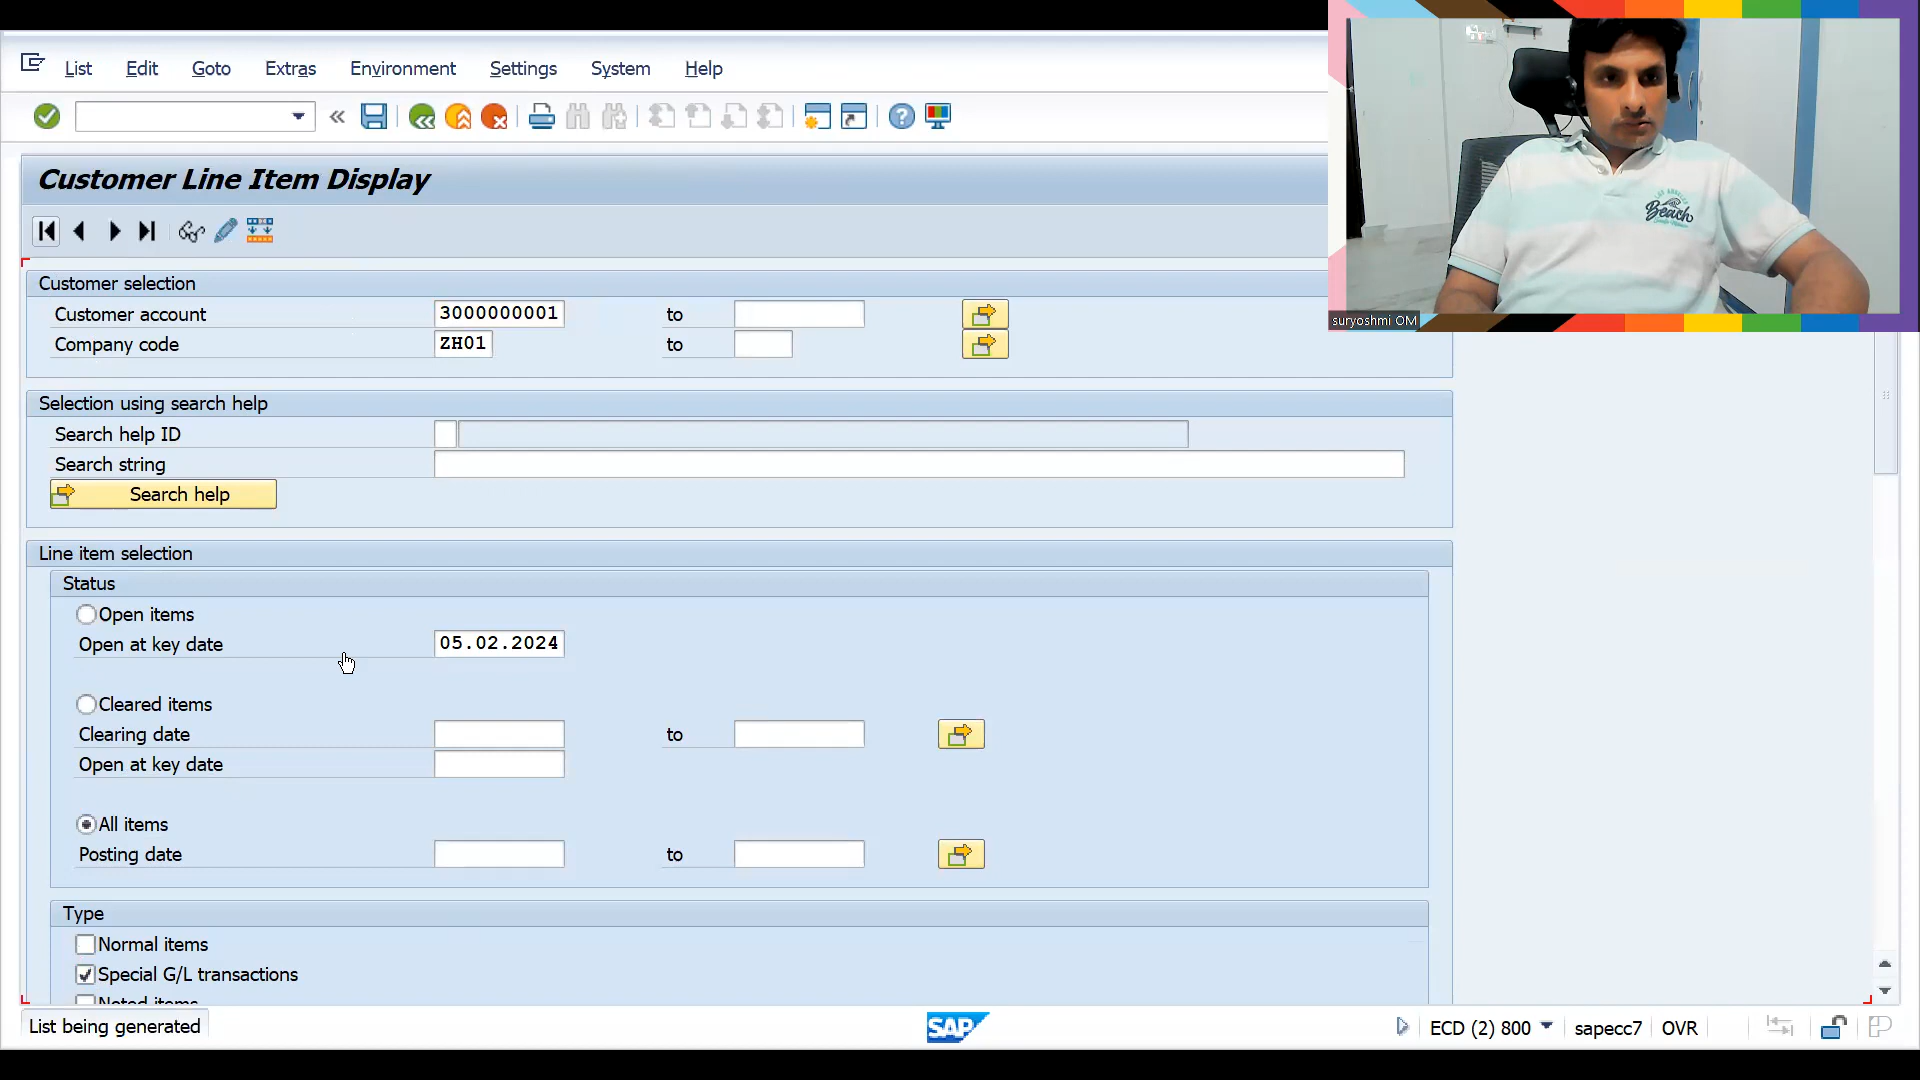 List Edit Goto Extras Environment Settings System Help
Customer Line Item Display
Customer selection
Customer account 3000000001 to
Company code ZH01 to
Selection using search help
Search help ID
Search string
Search help
Line item selection
Status
Open items
Open at key date 05.02.2024
Cleared items
Clearing date to
Open at key date
All items
Posting date to
Type
Normal items
Special G/L transactions
Noted items
List being generated
SAP
ECD (2) 800 sapecc7 OVR
Beach
suryoshmi OM